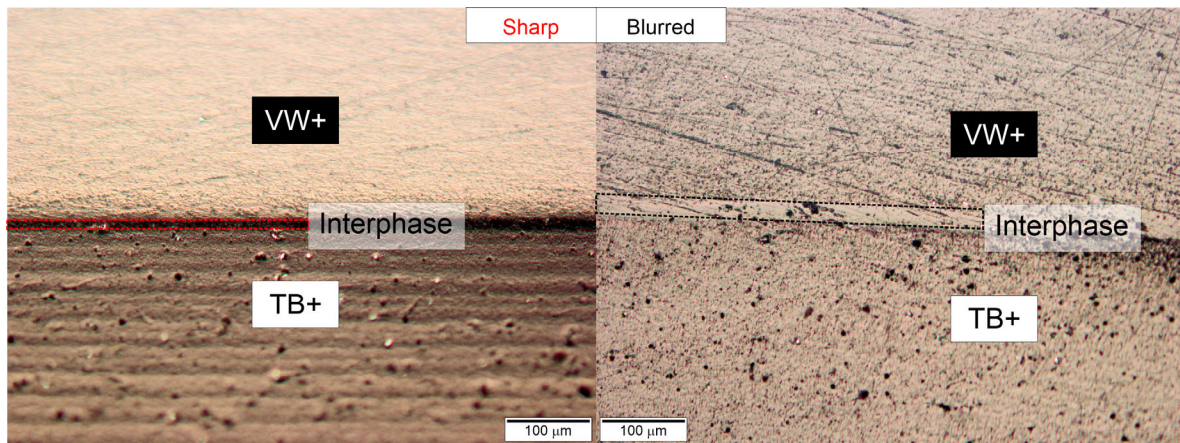 Sharp
Blurred
VW+
VW+
Interphase
Interphase
TB+
TB+
100 μm
100 μm